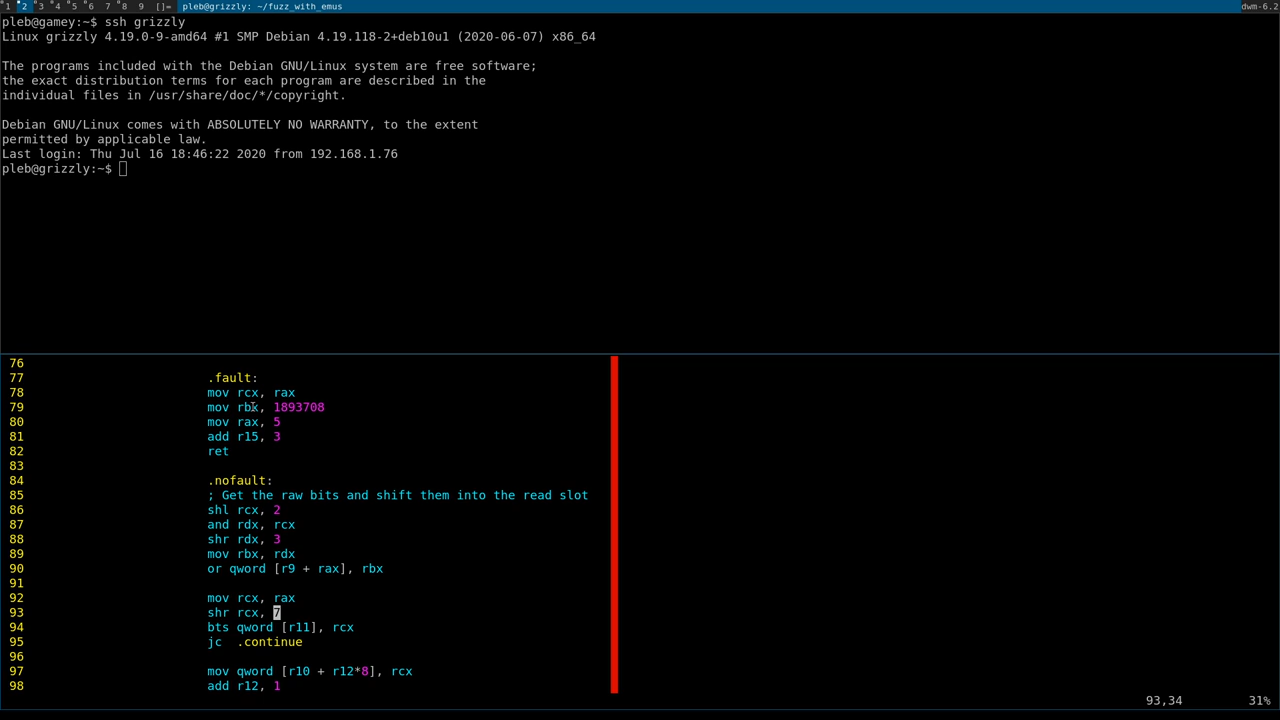 1 2 3 4 5 6 7 8 9 []= pleb@grizzly: ~/fuzz_with_emus dwm-6.2
pleb@gamey:~$ ssh grizzly
Linux grizzly 4.19.0-9-amd64 #1 SMP Debian 4.19.118-2+deb10u1 (2020-06-07) x86_64
The programs included with the Debian GNU/Linux system are free software;
the exact distribution terms for each program are described in the
individual files in /usr/share/doc/*/copyright.
Debian GNU/Linux comes with ABSOLUTELY NO WARRANTY, to the extent
permitted by applicable law.
Last login: Thu Jul 16 18:46:22 2020 from 192.168.1.76
pleb@grizzly:~$
76
77 .fault:
78 mov rcx, rax
79 mov rbx, 1893708
80 mov rax, 5
81 add r15, 3
82 ret
83
84 .nofault:
85 ; Get the raw bits and shift them into the read slot
86 shl rcx, 2
87 and rdx, rcx
88 shr rdx, 3
89 mov rbx, rdx
90 or qword [r9 + rax], rbx
91
92 mov rcx, rax
93 shr rcx, 7
94 bts qword [r11], rcx
95 jc  .continue
96
97 mov qword [r10 + r12*8], rcx
98 add r12, 1
93,34 31%